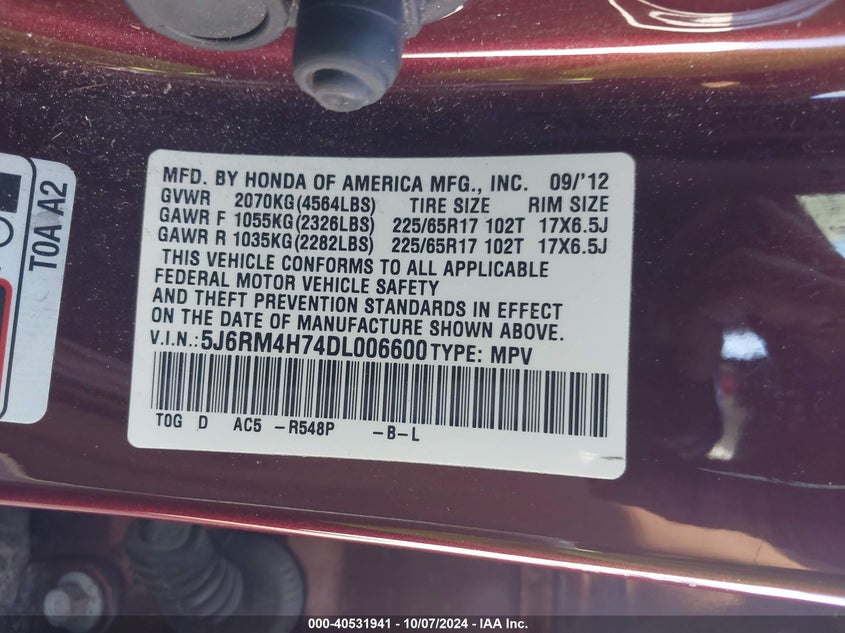 MFD. BY HONDA OF AMERICA MFG., INC. 09/'12
GVWR 2070KG(4564LBS) TIRE SIZE RIM SIZE
GAWR F 1055KG(2326LBS) 225/65R17 102T 17X6.5J
GAWR R 1035KG(2282LBS) 225/65R17 102T 17X6.5J
THIS VEHICLE CONFORMS TO ALL APPLICABLE
FEDERAL MOTOR VEHICLE SAFETY
AND THEFT PREVENTION STANDARDS IN EFFECT
ON THE DATE OF MANUFACTURE SHOWN ABOVE.
V.I.N.:5J6RM4H74DL006600 TYPE: MPV
T0G D AC5 -R548P -B-L
T0A A2
000-40531941 - 10/07/2024 - IAA Inc.